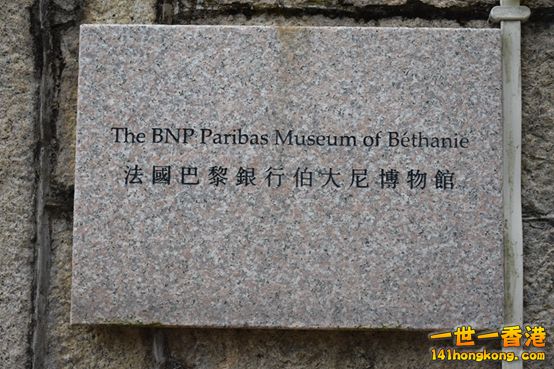 The BNP Paribas Museum of Béthanie
法國巴黎銀行伯大尼博物館
一世一香港
141hongkong.com